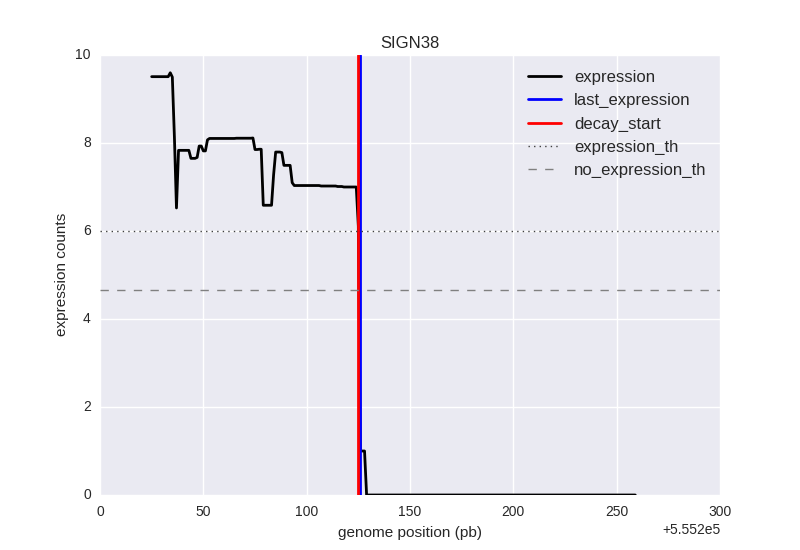 SIGN38
10
8
6
4
2
0
expression counts
expression
last_expression
decay_start
expression_th
no_expression_th
0 50 100 150 200 250 300
genome position (pb)
+5.552e5